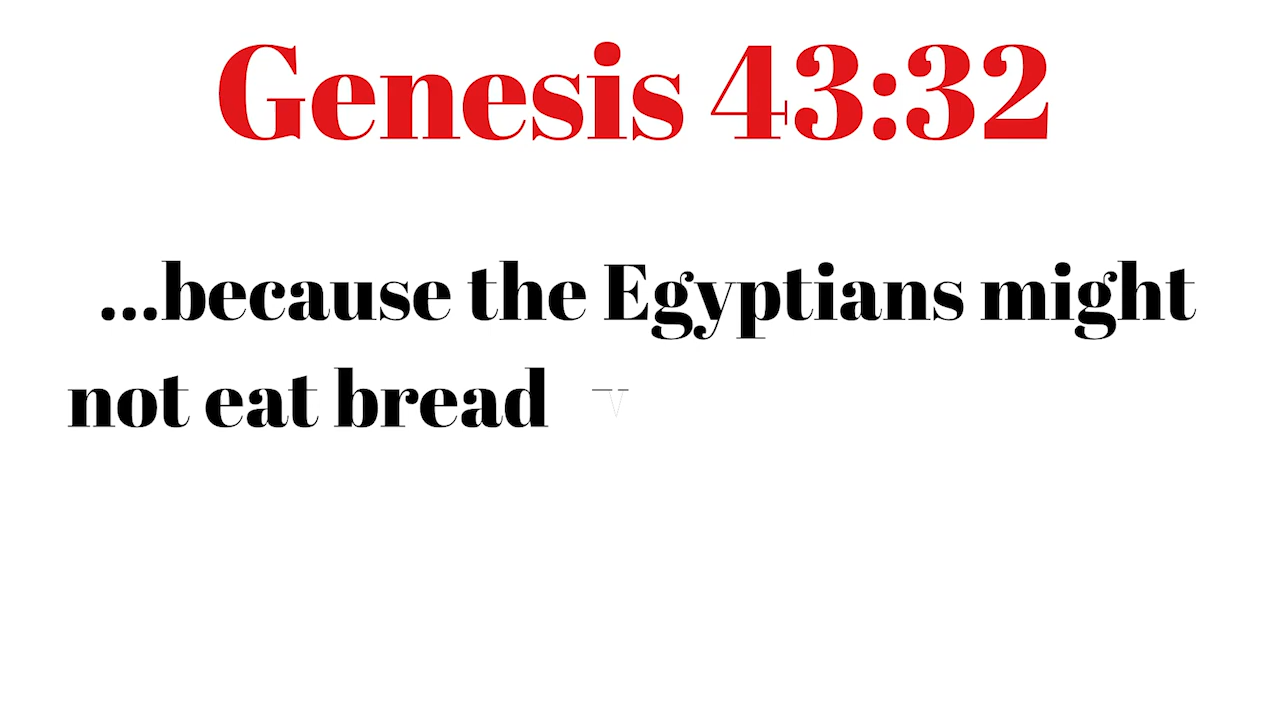 Genesis 43:32
...because the Egyptians might
not eat bread